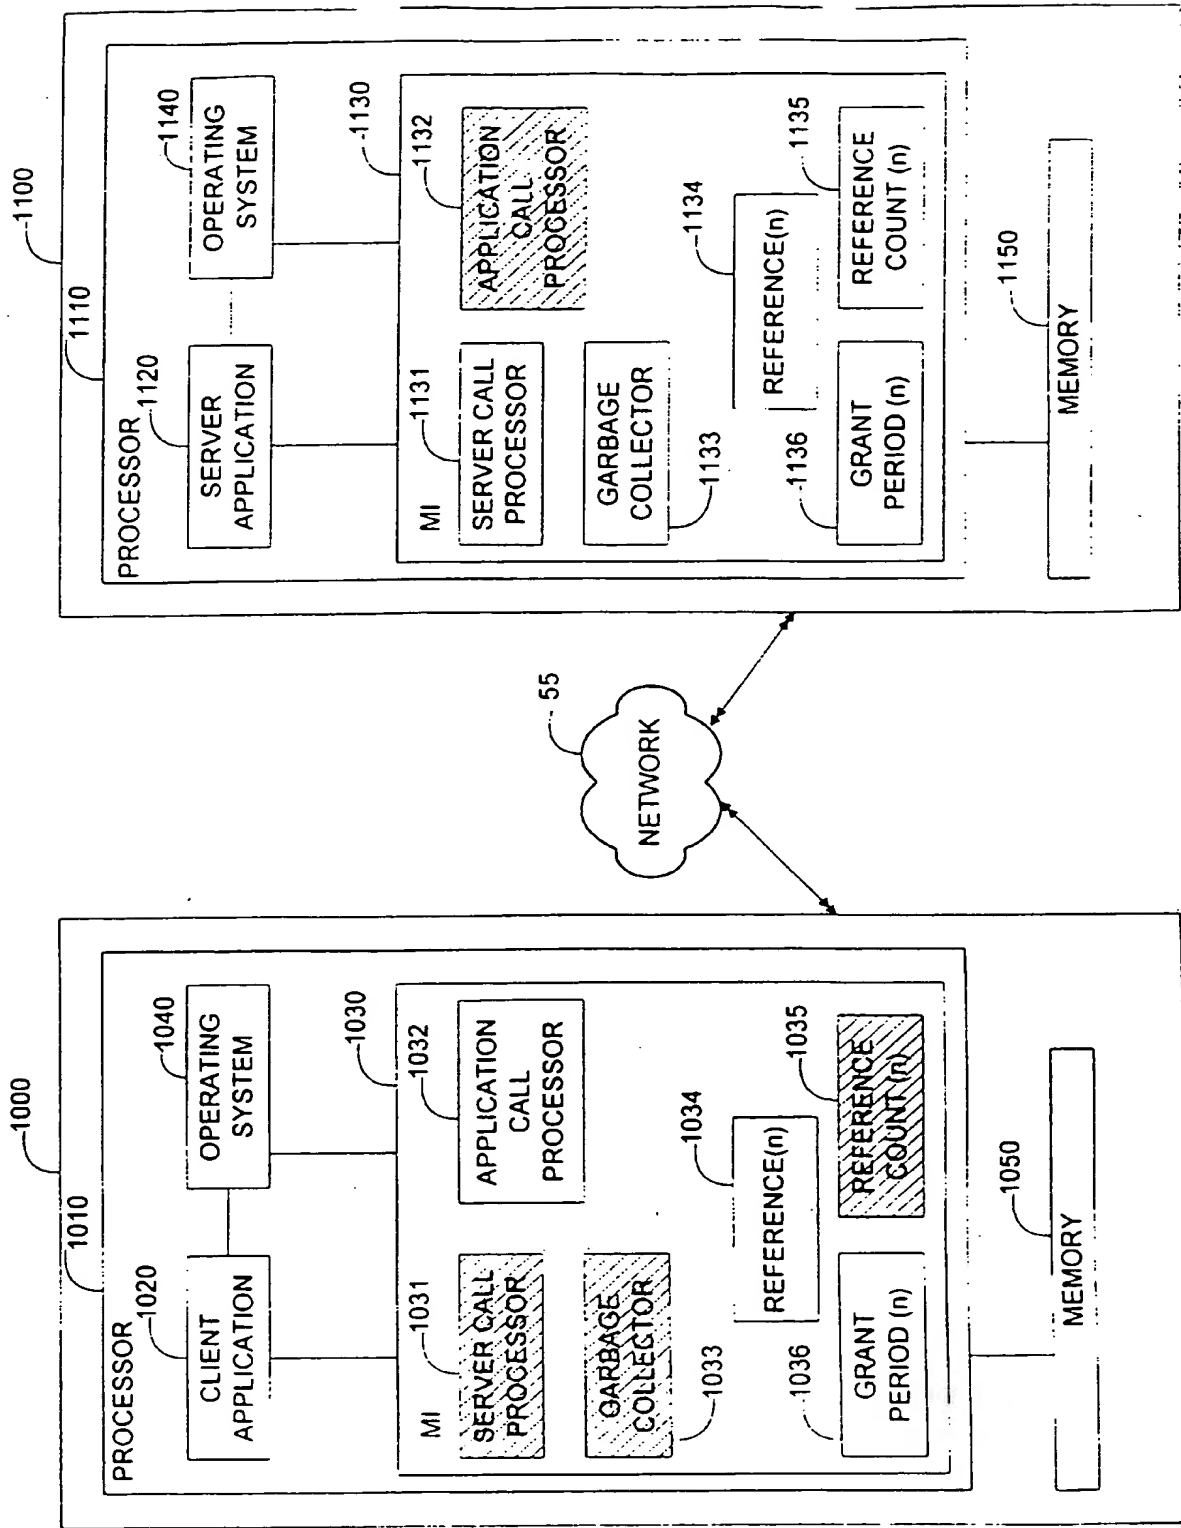 1000
1010
PROCESSOR
1020
CLIENT
APPLICATION
1040
OPERATING
SYSTEM
1030
MI
1031
SERVER CALL
PROCESSOR
1032
APPLICATION
CALL
PROCESSOR
GARBAGE
COLLECTOR
1033
1034
REFERENCE(n)
1036
GRANT
PERIOD (n)
1035
REFERENCE
COUNT (n)
1050
MEMORY
55
NETWORK
1100
1110
PROCESSOR
1120
SERVER
APPLICATION
1140
OPERATING
SYSTEM
1130
MI
1131
SERVER CALL
PROCESSOR
1132
APPLICATION
CALL
PROCESSOR
GARBAGE
COLLECTOR
1133
1134
REFERENCE(n)
1136
GRANT
PERIOD (n)
1135
REFERENCE
COUNT (n)
1150
MEMORY